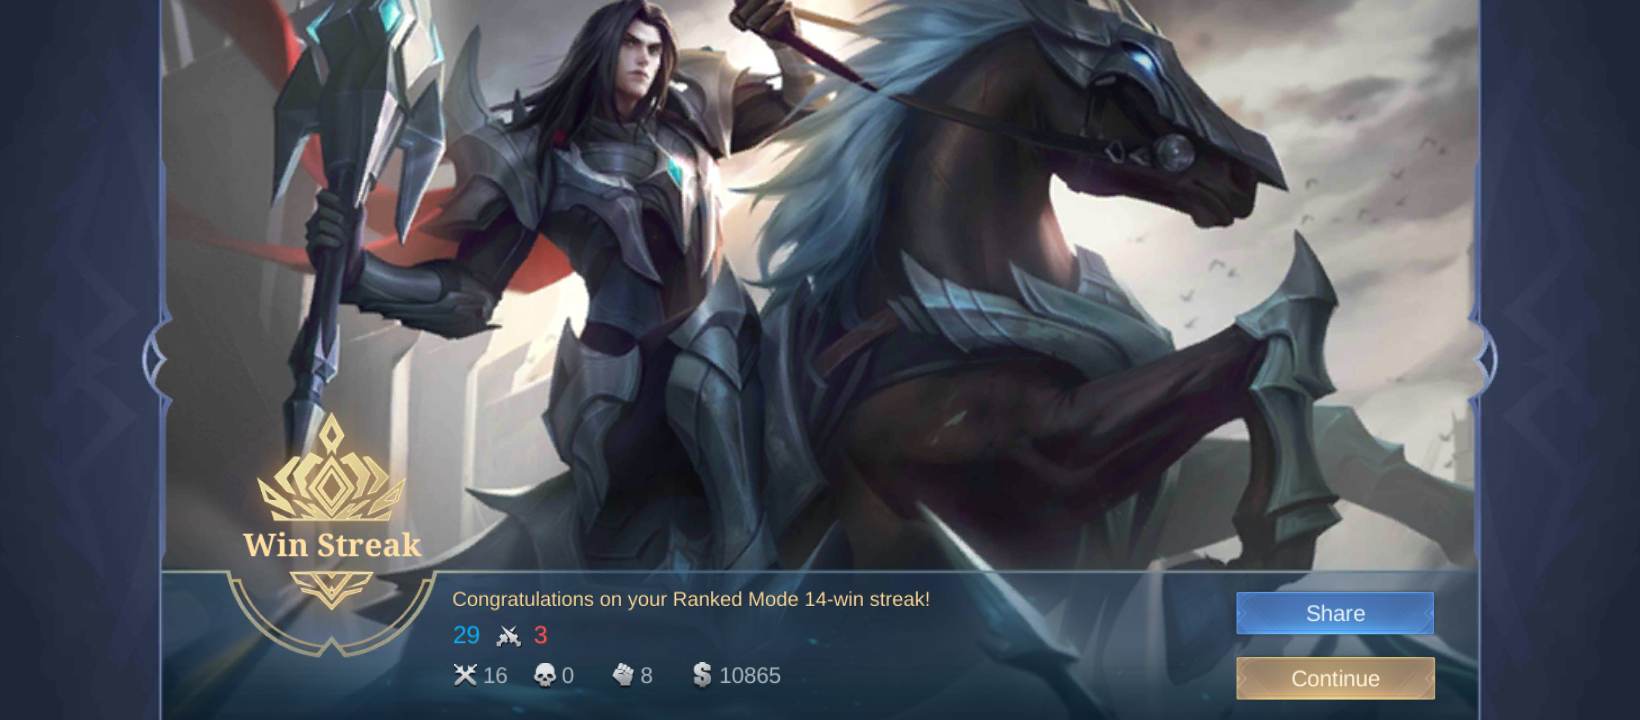 Win Streak
Congratulations on your Ranked Mode 14-win streak!
29 3
16 0 8 10865
Share
Continue